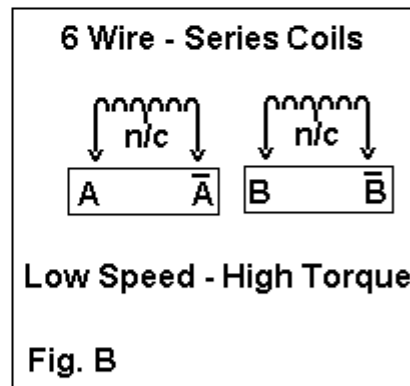 6 Wire - Series Coils
n/c n/c
A A̅ B B̅
Low Speed - High Torque
Fig. B